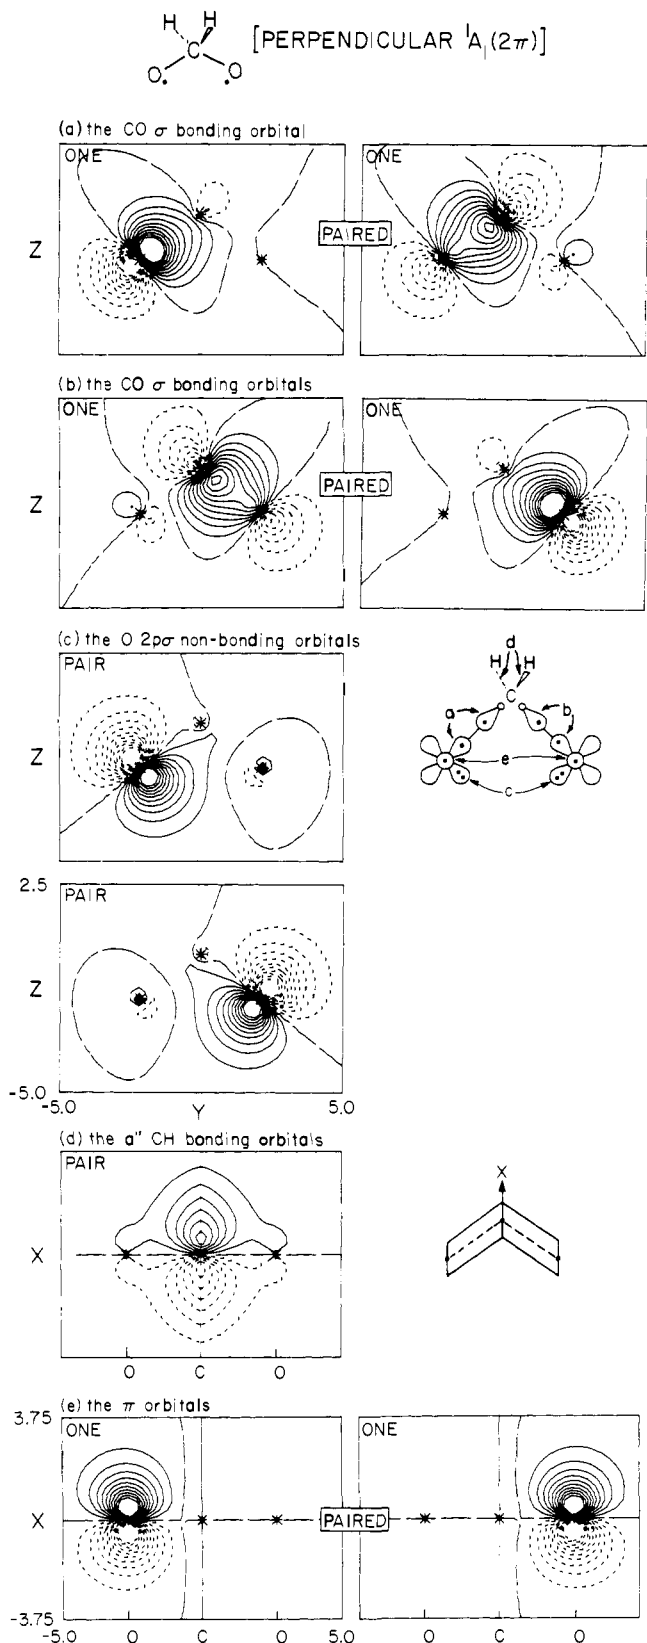 H H
C
O O
[PERPENDICULAR ¹A₁(2π)]
(a) the CO σ bonding orbital
ONE
ONE
PAIRED
Z
(b) the CO σ bonding orbitals
ONE
ONE
PAIRED
Z
(c) the O 2pσ non-bonding orbitals
PAIR
Z
d
H H
C
a b
e
c
2.5
PAIR
Z
-5.0
-5.0 Y 5.0
(d) the a" CH bonding orbitals
PAIR
X
X
O C O
(e) the π orbitals
3.75
ONE
ONE
X
PAIRED
-3.75
-5.0 O C O 5.0 O C O